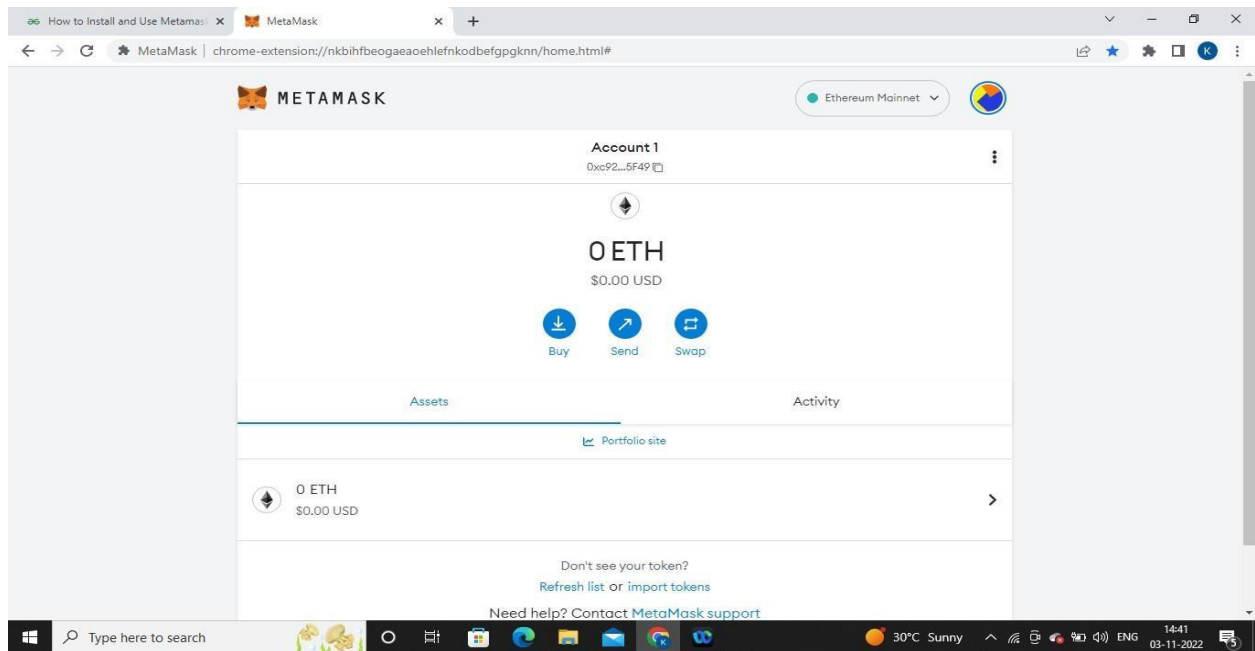 How to Install and Use Metamas
MetaMask
MetaMask | chrome-extension://nkbihfbeogaeaoehlefnkodbefgpgknn/home.html#
K
METAMASK
Ethereum Mainnet
Account 1
0xc92...5F49
0 ETH
$0.00 USD
Buy Send Swap
Assets Activity
Portfolio site
0 ETH
$0.00 USD
Don't see your token?
Refresh list or import tokens
Need help? Contact MetaMask support
Type here to search
30°C Sunny
ENG
14:41
03-11-2022
5